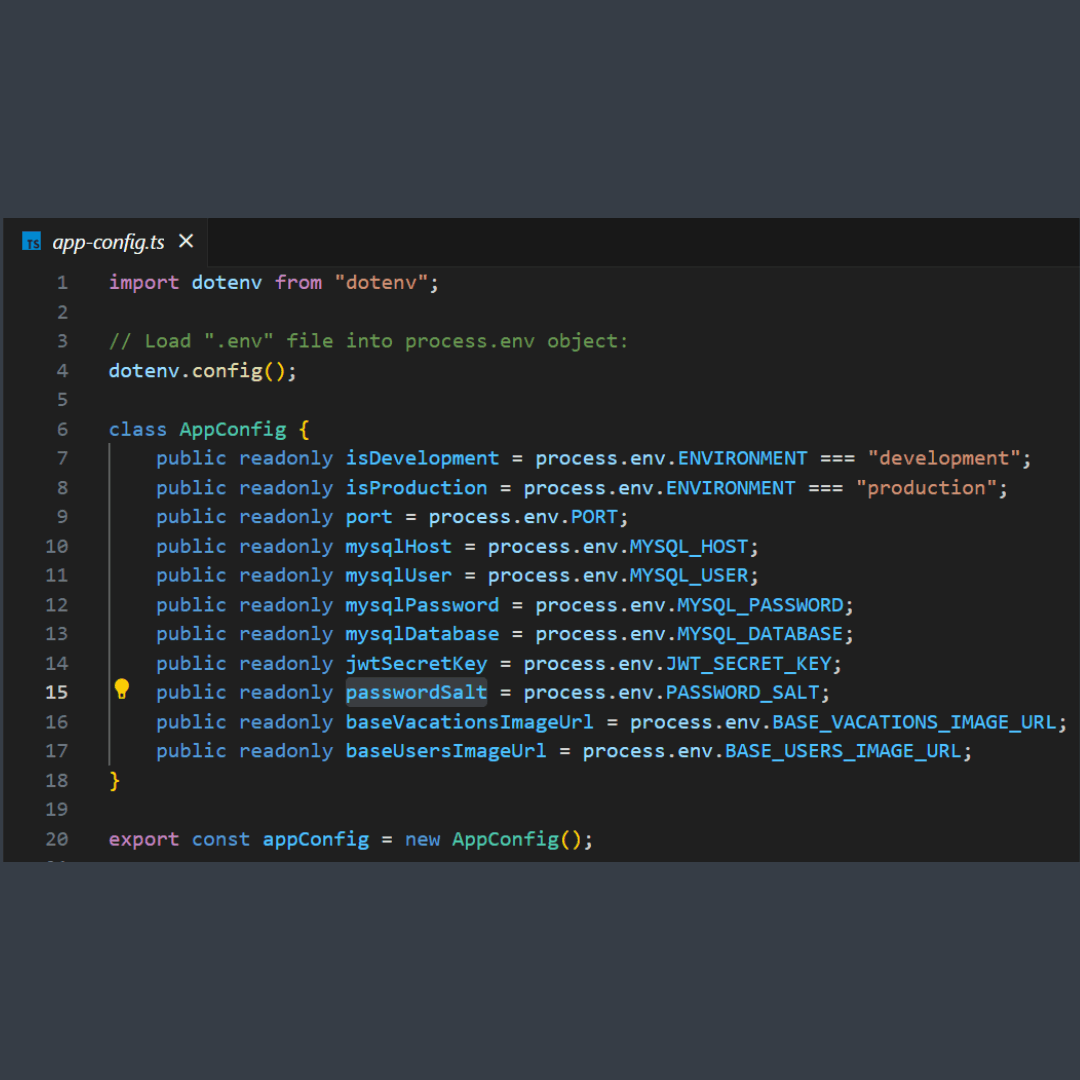 TS app-config.ts ✕
1 import dotenv from "dotenv";
2
3 // Load ".env" file into process.env object:
4 dotenv.config();
5
6 class AppConfig {
7 public readonly isDevelopment = process.env.ENVIRONMENT === "development";
8 public readonly isProduction = process.env.ENVIRONMENT === "production";
9 public readonly port = process.env.PORT;
10 public readonly mysqlHost = process.env.MYSQL_HOST;
11 public readonly mysqlUser = process.env.MYSQL_USER;
12 public readonly mysqlPassword = process.env.MYSQL_PASSWORD;
13 public readonly mysqlDatabase = process.env.MYSQL_DATABASE;
14 public readonly jwtSecretKey = process.env.JWT_SECRET_KEY;
15 public readonly passwordSalt = process.env.PASSWORD_SALT;
16 public readonly baseVacationsImageUrl = process.env.BASE_VACATIONS_IMAGE_URL;
17 public readonly baseUsersImageUrl = process.env.BASE_USERS_IMAGE_URL;
18 }
19
20 export const appConfig = new AppConfig();